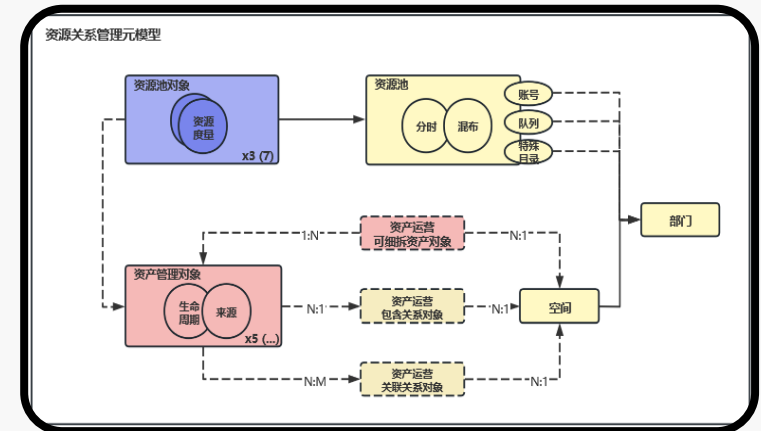 资源关系管理元模型
资源池对象
资源
度量
x3 (7)
资源池
分时
混布
账号
队列
特殊
目录
部门
资产运营
可细拆资产对象
1:N
N:1
资产管理对象
生命
周期
来源
x5 (...)
N:1
资产运营
包含关系对象
N:1
空间
N:M
资产运营
关联关系对象
N:1